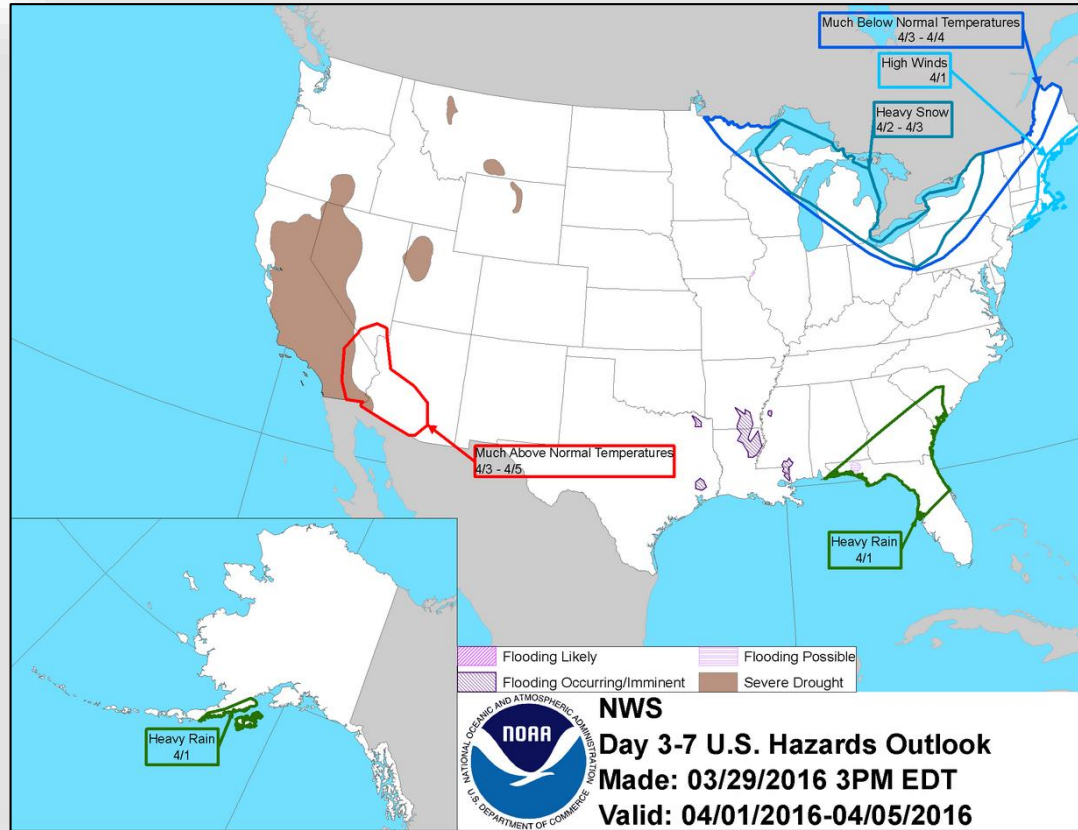 Much Below Normal Temperatures
4/3 - 4/4
High Winds
4/1
Heavy Snow
4/2 - 4/3
Much Above Normal Temperatures
4/3 - 4/5
Heavy Rain
4/1
Heavy Rain
4/1
Flooding Likely
Flooding Possible
Flooding Occurring/Imminent
Severe Drought
NATIONAL OCEANIC AND ATMOSPHERIC ADMINISTRATION
NOAA
U.S. DEPARTMENT OF COMMERCE
NWS
Day 3-7 U.S. Hazards Outlook
Made: 03/29/2016 3PM EDT
Valid: 04/01/2016-04/05/2016